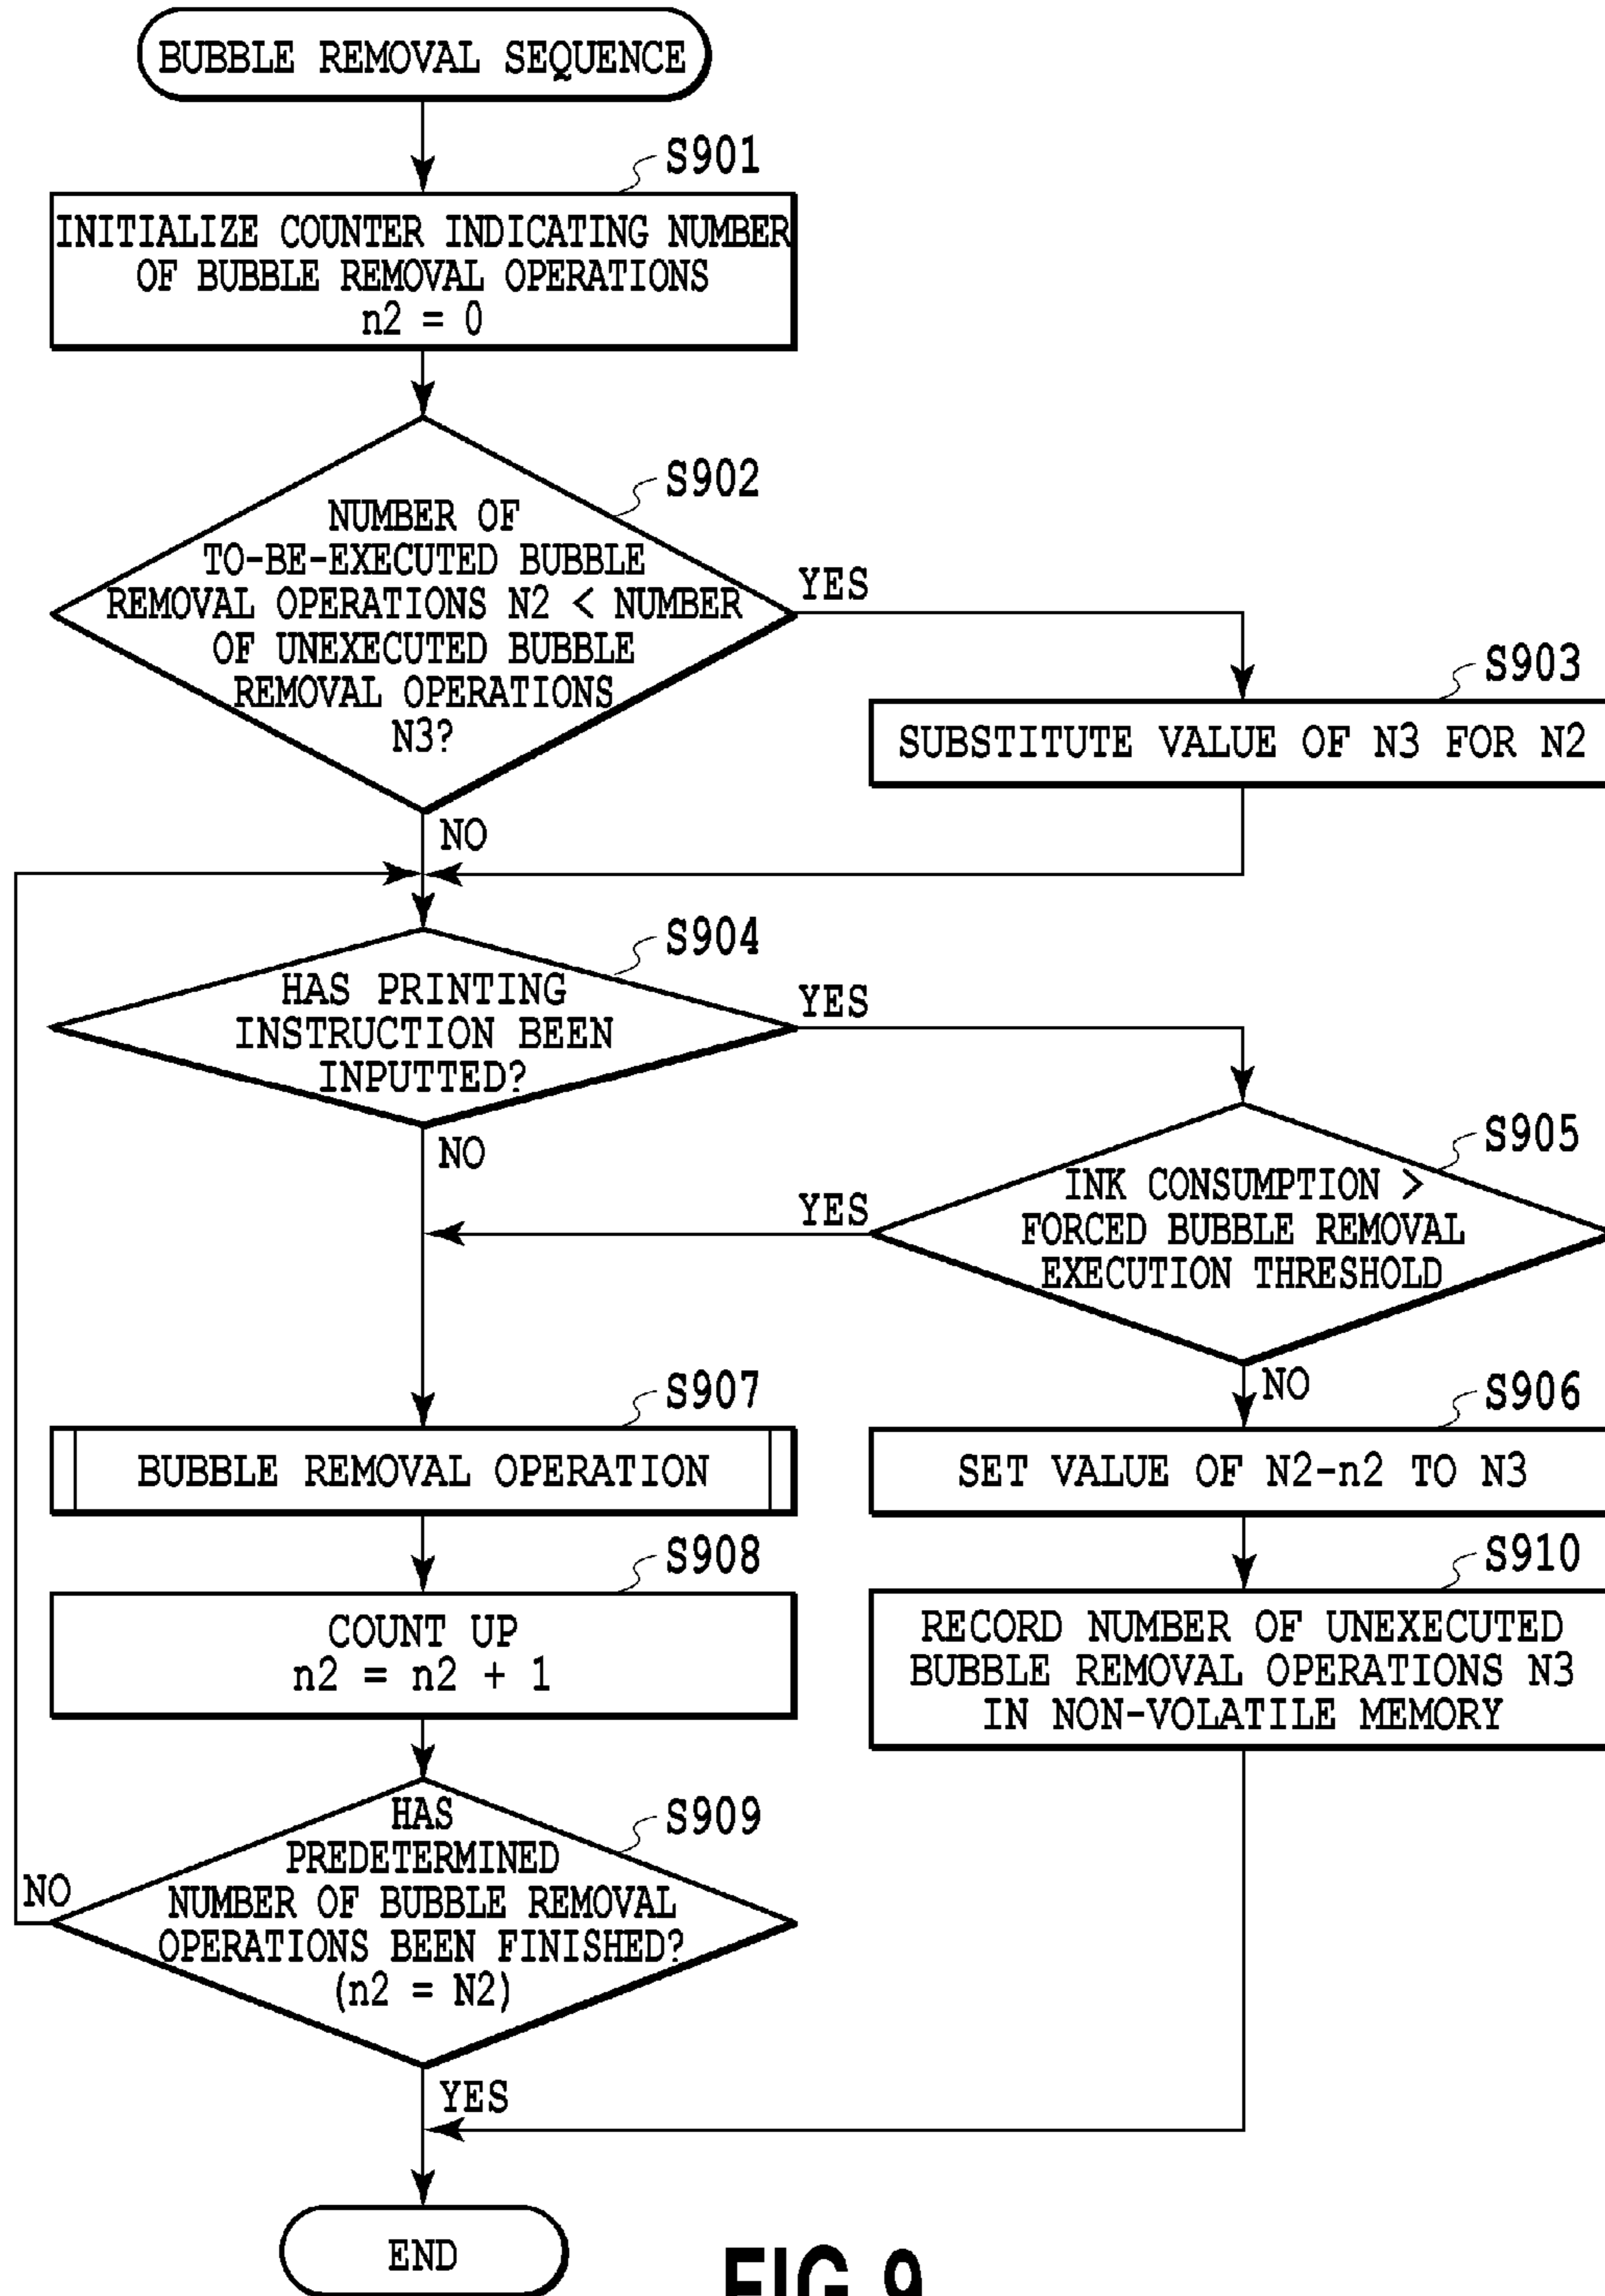 BUBBLE REMOVAL SEQUENCE
S901
INITIALIZE COUNTER INDICATING NUMBER
OF BUBBLE REMOVAL OPERATIONS
n2 = 0
S902
NUMBER OF
TO-BE-EXECUTED BUBBLE
REMOVAL OPERATIONS N2 < NUMBER
OF UNEXECUTED BUBBLE
REMOVAL OPERATIONS
N3?
YES
S903
SUBSTITUTE VALUE OF N3 FOR N2
NO
S904
HAS PRINTING
INSTRUCTION BEEN
INPUTTED?
YES
NO
S905
INK CONSUMPTION >
FORCED BUBBLE REMOVAL
EXECUTION THRESHOLD
YES
NO
S907
BUBBLE REMOVAL OPERATION
S906
SET VALUE OF N2-n2 TO N3
S908
COUNT UP
n2 = n2 + 1
S910
RECORD NUMBER OF UNEXECUTED
BUBBLE REMOVAL OPERATIONS N3
IN NON-VOLATILE MEMORY
S909
HAS
PREDETERMINED
NUMBER OF BUBBLE REMOVAL
OPERATIONS BEEN FINISHED?
(n2 = N2)
NO
YES
END
FIG.9